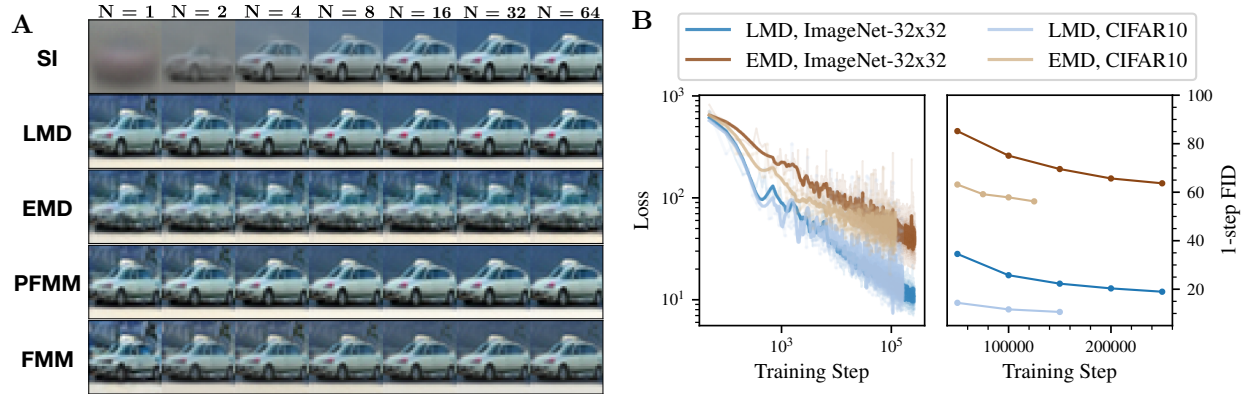 A
N = 1 N = 2 N = 4 N = 8 N = 16 N = 32 N = 64
SI
LMD
EMD
PFMM
FMM
B
LMD, ImageNet-32x32
EMD, ImageNet-32x32
LMD, CIFAR10
EMD, CIFAR10
Loss
10³
10²
10¹
10³ 10⁵
Training Step
100
80
60
40
20
1-step FID
100000 200000
Training Step